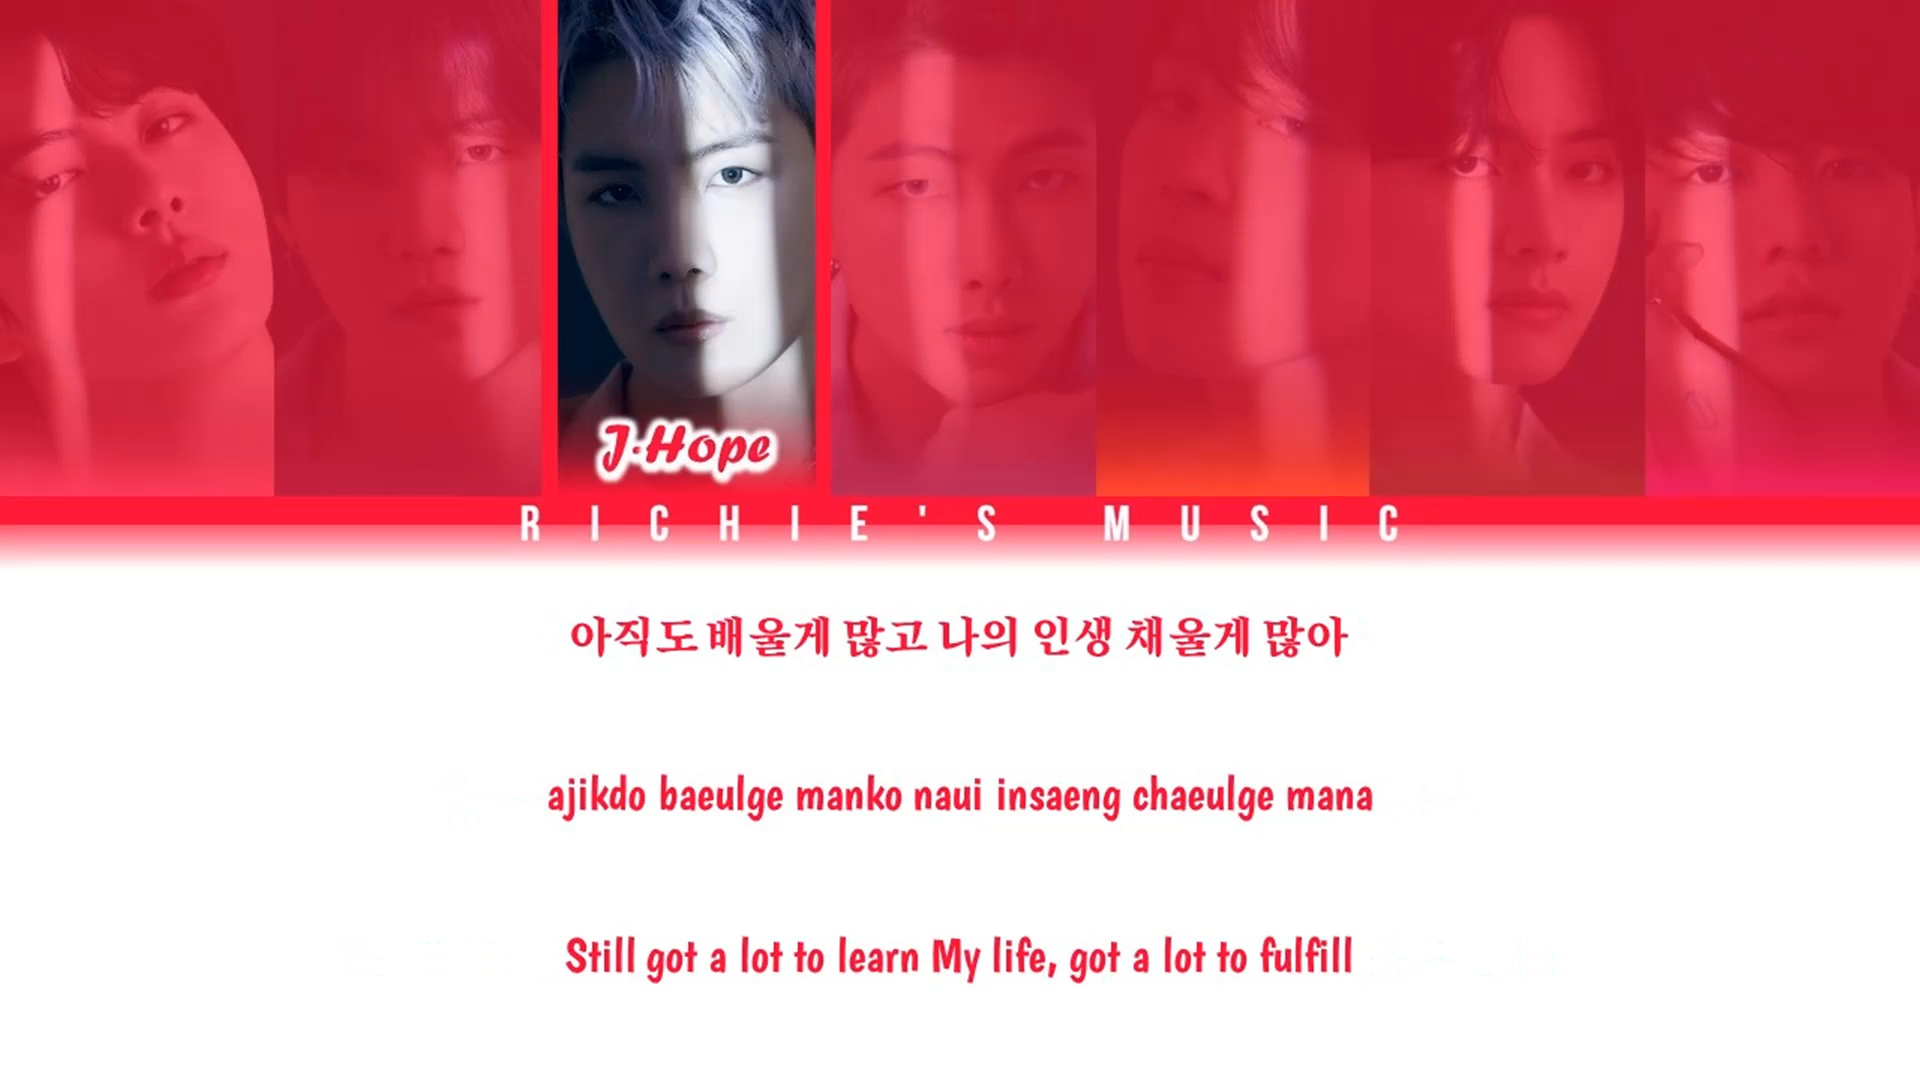 J-Hope
RICHIE'S MUSIC
아직도 배울게 많고 나의 인생 채울게 많아
ajikdo baeulge manko naui insaeng chaeulge mana
Still got a lot to learn My life, got a lot to fulfill